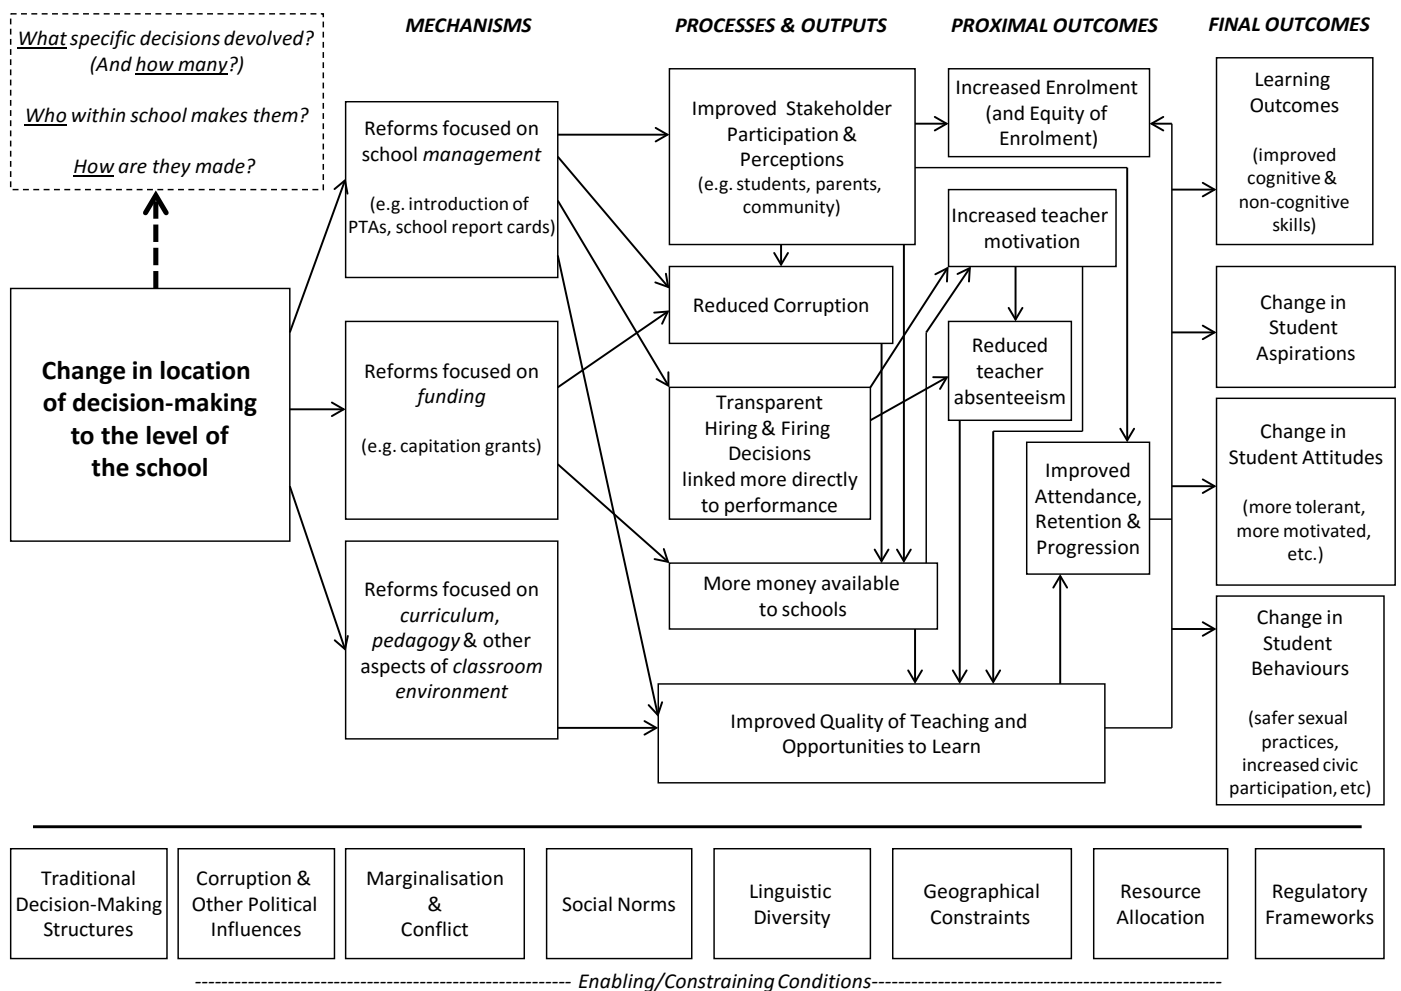 What specific decisions devolved?
(And how many?)
Who within school makes them?
How are they made?
Change in location
of decision-making
to the level of
the school
MECHANISMS
Reforms focused on
school management
(e.g. introduction of
PTAs, school report cards)
Reforms focused on
funding
(e.g. capitation grants)
Reforms focused on
curriculum,
pedagogy & other
aspects of classroom
environment
PROCESSES & OUTPUTS
Improved Stakeholder
Participation &
Perceptions
(e.g. students, parents,
community)
Reduced Corruption
Transparent
Hiring & Firing
Decisions
linked more directly
to performance
More money available
to schools
Improved Quality of Teaching and
Opportunities to Learn
PROXIMAL OUTCOMES
Increased Enrolment
(and Equity of
Enrolment)
Increased teacher
motivation
Reduced
teacher
absenteeism
Improved
Attendance,
Retention &
Progression
FINAL OUTCOMES
Learning
Outcomes
(improved
cognitive &
non-cognitive
skills)
Change in
Student
Aspirations
Change in
Student Attitudes
(more tolerant,
more motivated,
etc.)
Change in
Student
Behaviours
(safer sexual
practices,
increased civic
participation, etc)
Traditional
Decision-Making
Structures
Corruption &
Other Political
Influences
Marginalisation
&
Conflict
Social Norms
Linguistic
Diversity
Geographical
Constraints
Resource
Allocation
Regulatory
Frameworks
Enabling/Constraining Conditions